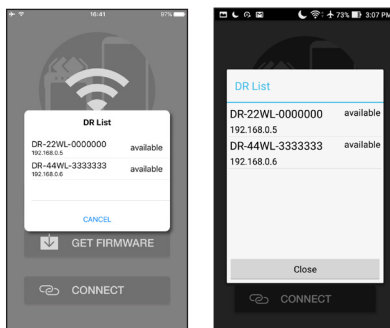 16:41
97%
DR List
DR-22WL-0000000 available
192.168.0.5
DR-44WL-3333333 available
192.168.0.6
CANCEL
GET FIRMWARE
CONNECT
73% 3:07 PM
DR List
DR-22WL-0000000 available
192.168.0.5
DR-44WL-3333333 available
192.168.0.6
Close
CONNECT